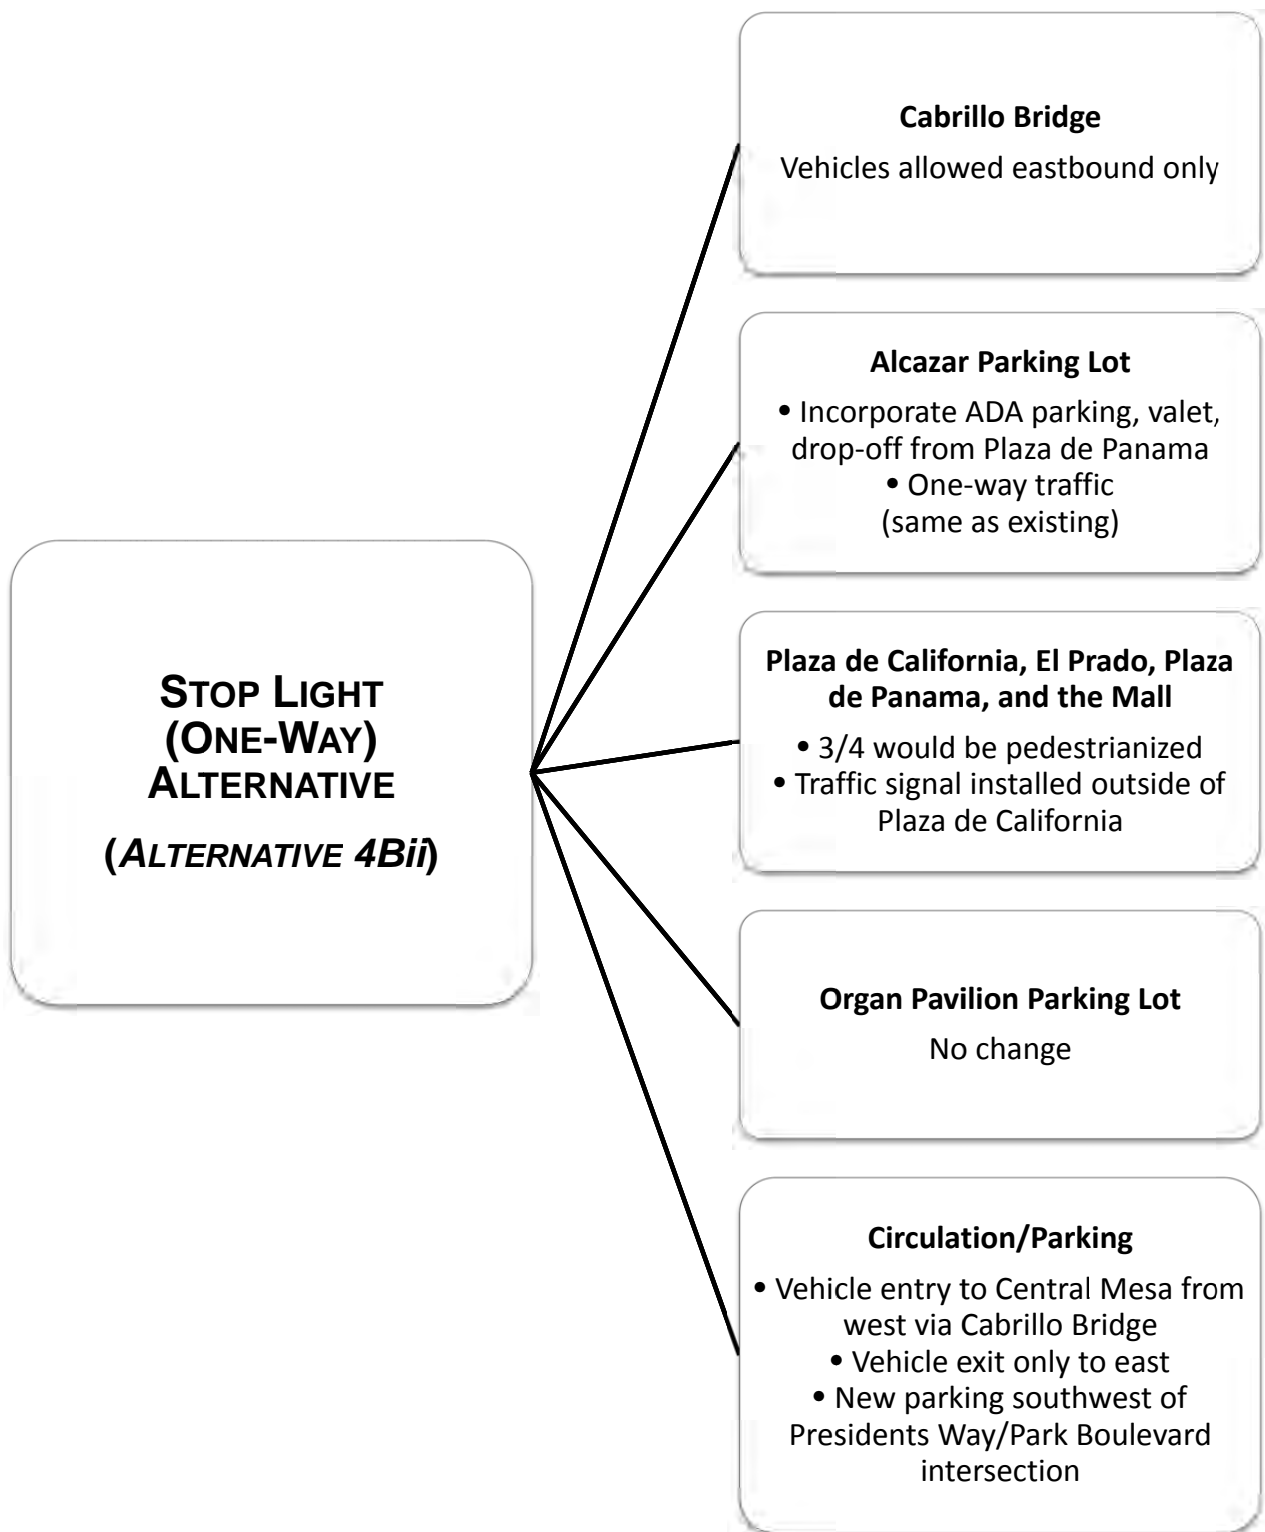 Cabrillo Bridge
Vehicles allowed eastbound only
Alcazar Parking Lot
• Incorporate ADA parking, valet,
drop-off from Plaza de Panama
• One-way traffic
(same as existing)
STOP LIGHT
(ONE-WAY)
ALTERNATIVE
(ALTERNATIVE 4Bii)
Plaza de California, El Prado, Plaza
de Panama, and the Mall
• 3/4 would be pedestrianized
• Traffic signal installed outside of
Plaza de California
Organ Pavilion Parking Lot
No change
Circulation/Parking
• Vehicle entry to Central Mesa from
west via Cabrillo Bridge
• Vehicle exit only to east
• New parking southwest of
Presidents Way/Park Boulevard
intersection